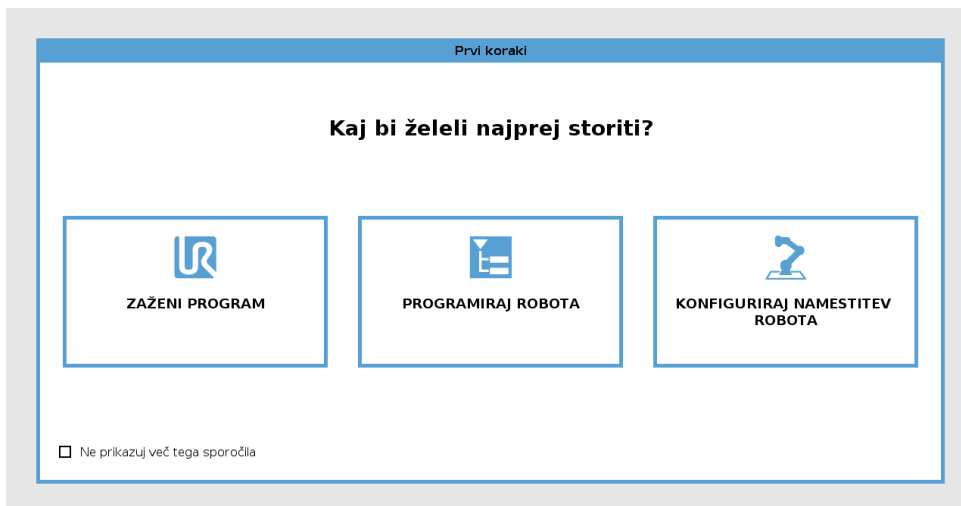 Prvi koraki
Kaj bi želeli najprej storiti?
ZAŽENI PROGRAM
PROGRAMIRAJ ROBOTA
KONFIGURIRAJ NAMESTITEV
ROBOTA
Ne prikazuj več tega sporočila